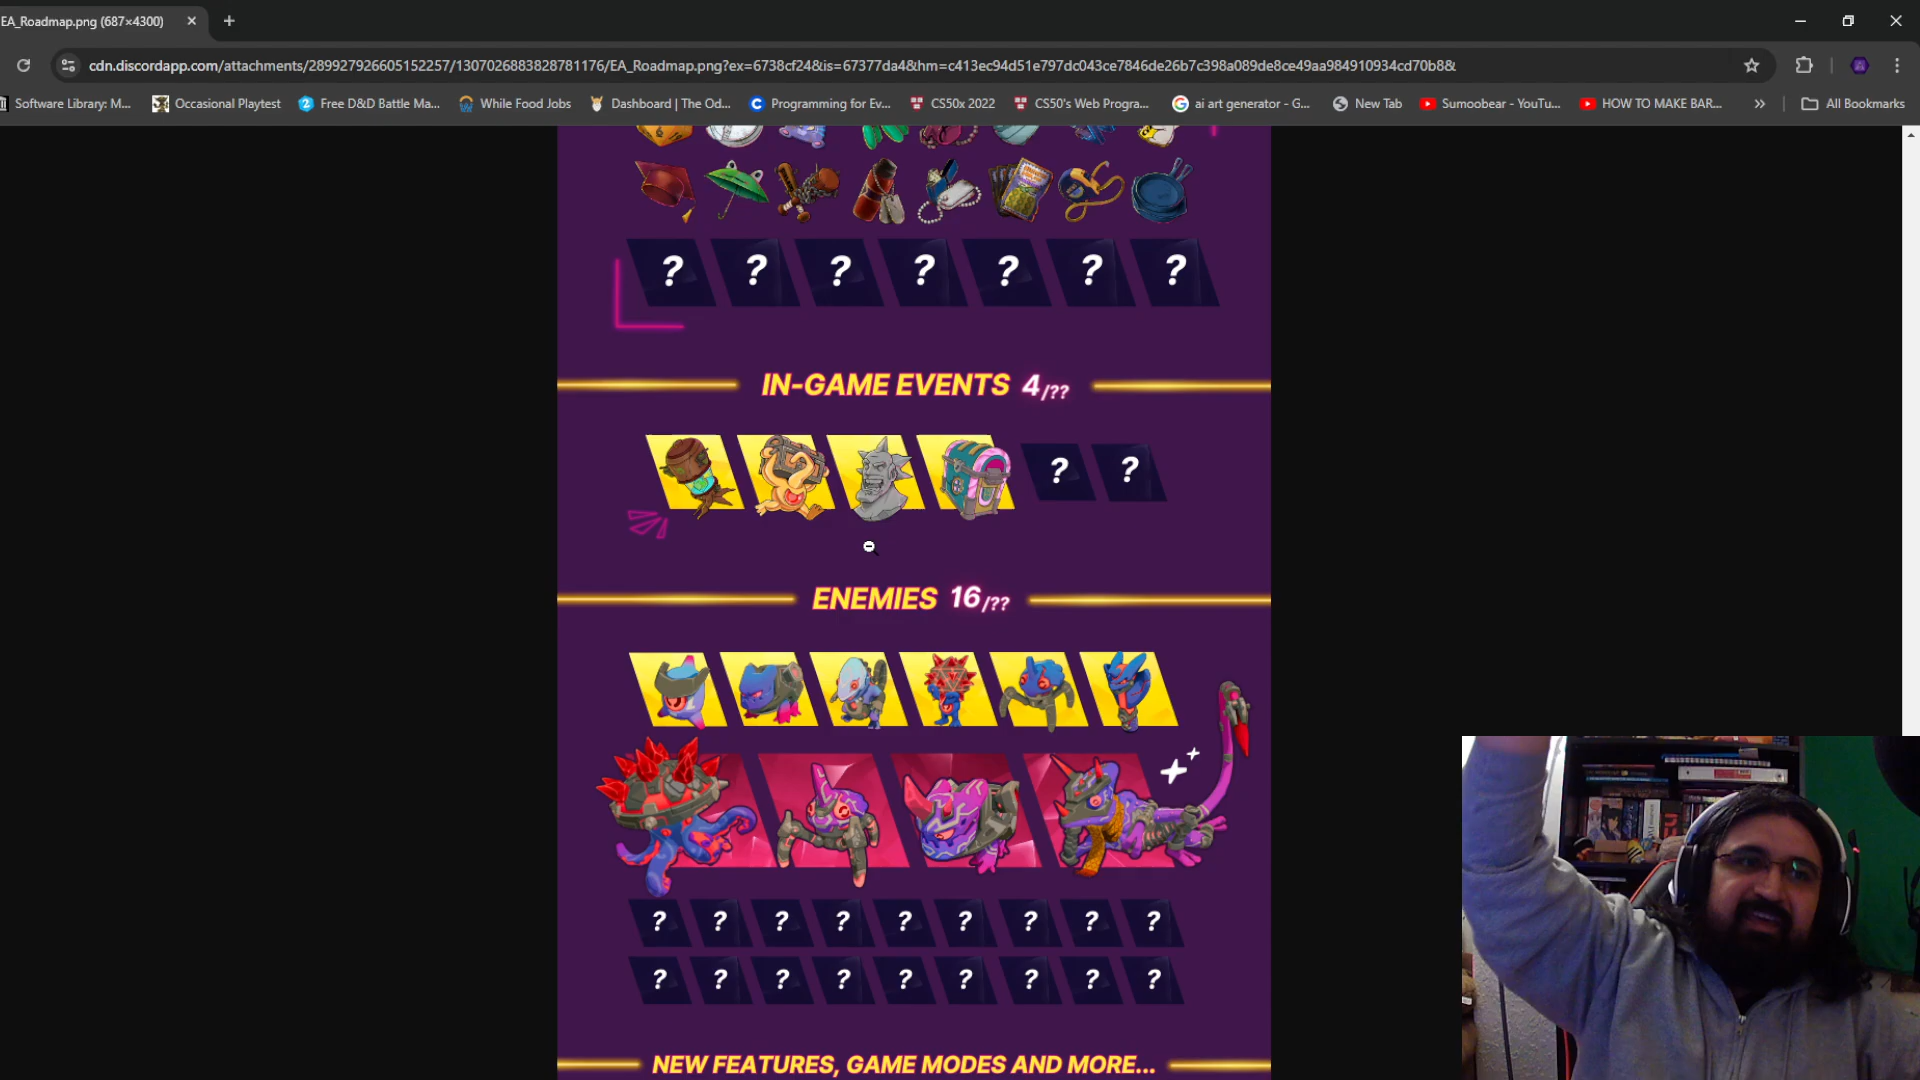 EA_Roadmap.png (687×4300)
cdn.discordapp.com/attachments/289927926605152257/1307026883828781176/EA_Roadmap.png?ex=6738cf24&is=67377da4&hm=c413ec94d51e797dc043ce7846de26b7c398a089de8ce49aa984910934cd70b8&
Software Library: M... Occasional Playtest Free D&D Battle Ma... While Food Jobs Dashboard | The Od... Programming for Ev... CS50x 2022 CS50's Web Progra... ai art generator - G... New Tab Sumoobear - YouTu... HOW TO MAKE BAR... » All Bookmarks
? ? ? ? ? ? ?
IN-GAME EVENTS 4/??
? ?
ENEMIES 16/??
? ? ? ? ? ? ? ? ?
? ? ? ? ? ? ? ? ?
NEW FEATURES, GAME MODES AND MORE...